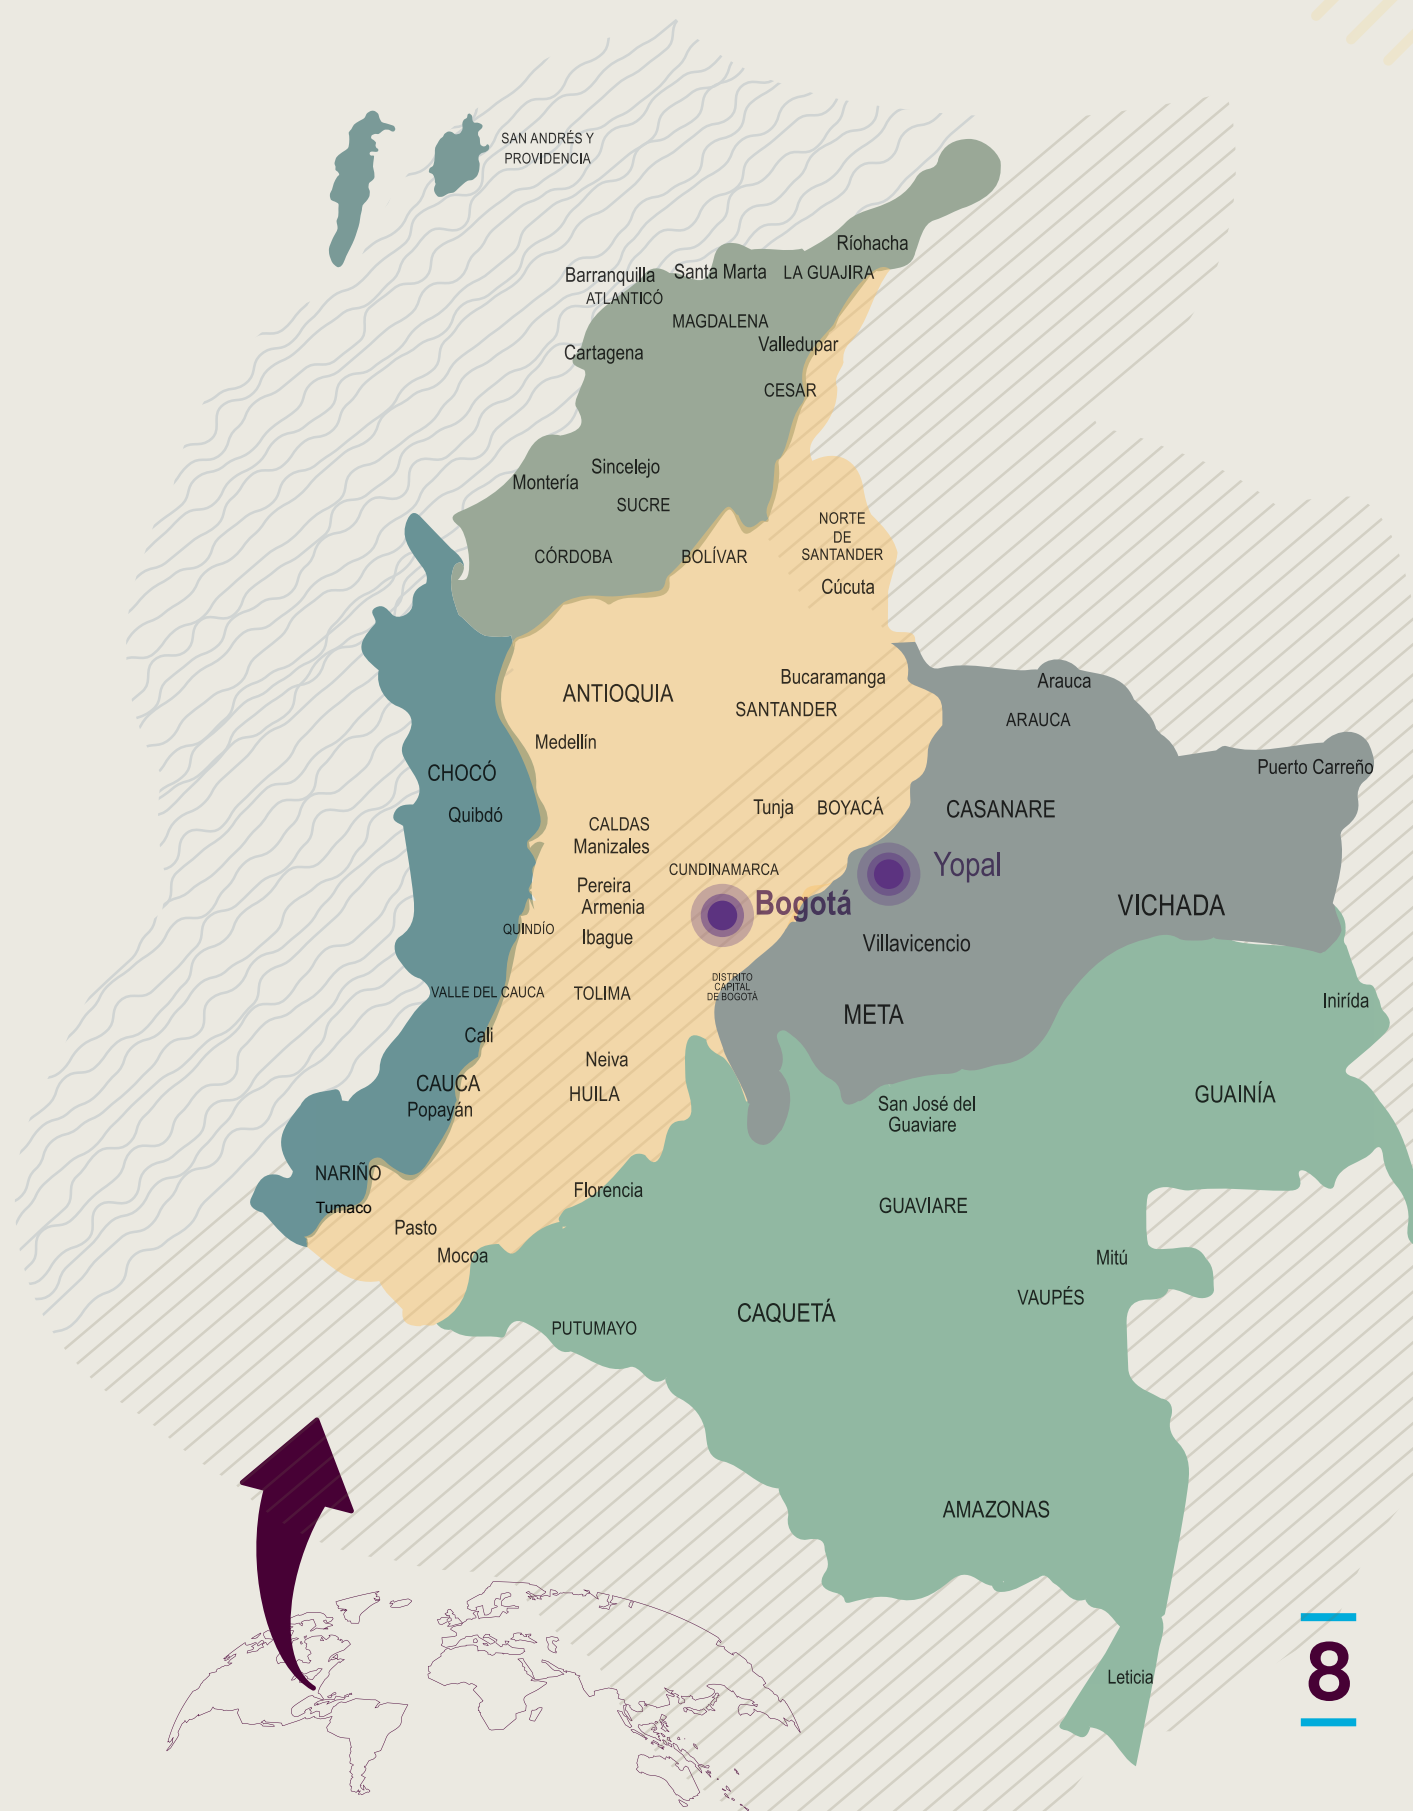 SAN ANDRÉS Y
PROVIDENCIA
Ríohacha
Barranquilla
Santa Marta
LA GUAJIRA
ATLANTICÓ
MAGDALENA
Valledupar
Cartagena
CESAR
Sincelejo
Montería
SUCRE
NORTE
DE
SANTANDER
CÓRDOBA
BOLÍVAR
Cúcuta
Bucaramanga
Arauca
ANTIOQUIA
SANTANDER
ARAUCA
Medellín
CHOCÓ
Puerto Carreño
Quibdó
Tunja
BOYACÁ
CASANARE
CALDAS
Manizales
CUNDINAMARCA
Yopal
Pereira
Armenia
Bogotá
VICHADA
QUINDÍO
Ibague
Villavicencio
DISTRITO
CAPITAL
DE BOGOTÀ
VALLE DEL CAUCA
TOLIMA
Inirída
META
Cali
Neiva
CAUCA
HUILA
GUAINÍA
Popayán
San José del
Guaviare
NARIÑO
Florencia
Tumaco
GUAVIARE
Pasto
Mocoa
Mitú
VAUPÉS
CAQUETÁ
PUTUMAYO
AMAZONAS
Leticia
8